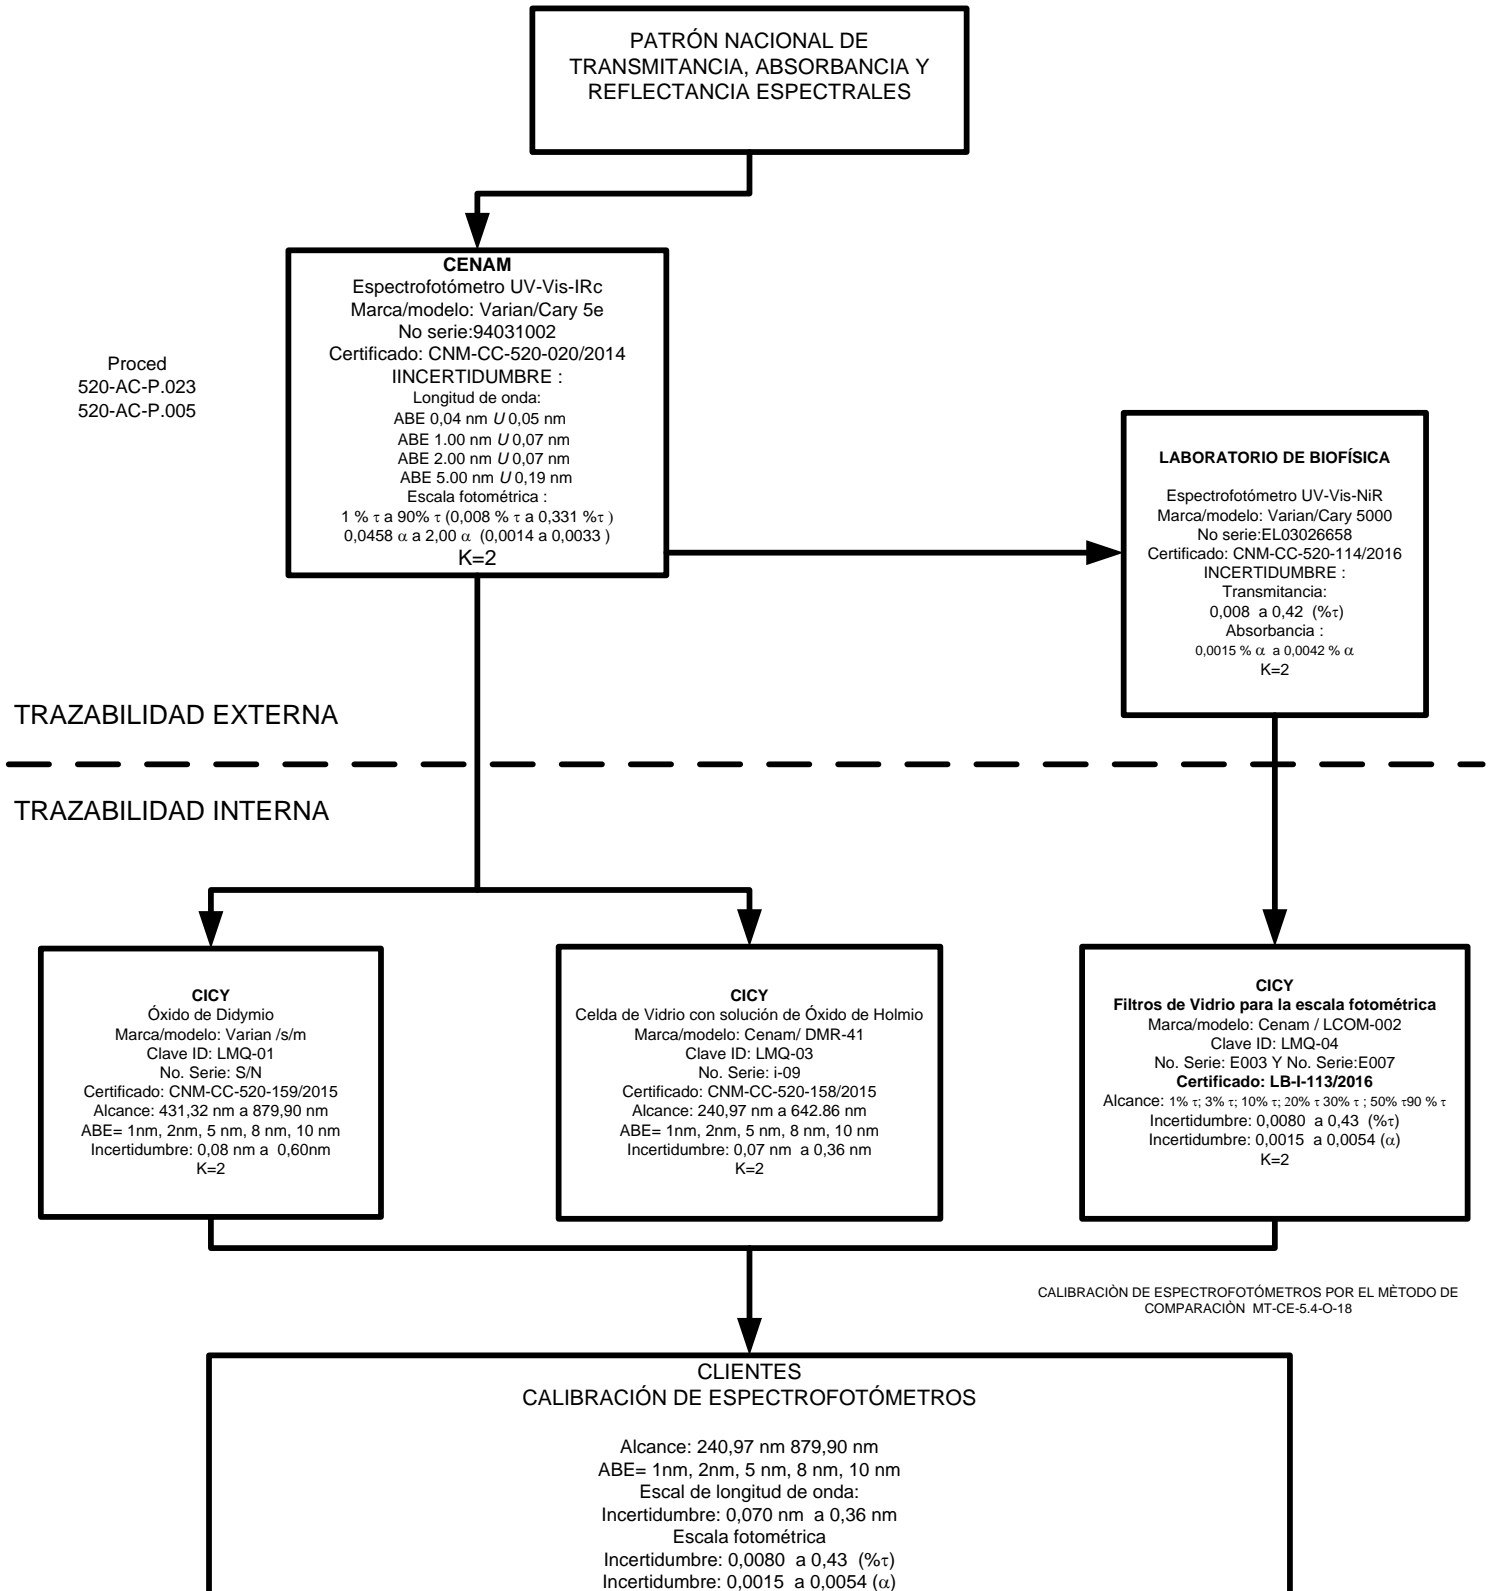 PATRÓN NACIONAL DE
TRANSMITANCIA, ABSORBANCIA Y
REFLECTANCIA ESPECTRALES
CENAM
Espectrofotómetro UV-Vis-IRc
Marca/modelo: Varian/Cary 5e
No serie:94031002
Certificado: CNM-CC-520-020/2014
IINCERTIDUMBRE :
Longitud de onda:
ABE 0,04 nm U 0,05 nm
ABE 1.00 nm U 0,07 nm
ABE 2.00 nm U 0,07 nm
ABE 5.00 nm U 0,19 nm
Escala fotométrica :
1 % τ a 90% τ (0,008 % τ a 0,331 %τ )
0,0458 α a 2,00 α (0,0014 a 0,0033 )
K=2
Proced
520-AC-P.023
520-AC-P.005
LABORATORIO DE BIOFÍSICA
Espectrofotómetro UV-Vis-NiR
Marca/modelo: Varian/Cary 5000
No serie:EL03026658
Certificado: CNM-CC-520-114/2016
INCERTIDUMBRE :
Transmitancia:
0,008 a 0,42 (%τ)
Absorbancia :
0,0015 % α a 0,0042 % α
K=2
TRAZABILIDAD EXTERNA
TRAZABILIDAD INTERNA
CICY
Óxido de Didymio
Marca/modelo: Varian /s/m
Clave ID: LMQ-01
No. Serie: S/N
Certificado: CNM-CC-520-159/2015
Alcance: 431,32 nm a 879,90 nm
ABE= 1nm, 2nm, 5 nm, 8 nm, 10 nm
Incertidumbre: 0,08 nm a 0,60nm
K=2
CICY
Celda de Vidrio con solución de Óxido de Holmio
Marca/modelo: Cenam/ DMR-41
Clave ID: LMQ-03
No. Serie: i-09
Certificado: CNM-CC-520-158/2015
Alcance: 240,97 nm a 642.86 nm
ABE= 1nm, 2nm, 5 nm, 8 nm, 10 nm
Incertidumbre: 0,07 nm a 0,36 nm
K=2
CICY
Filtros de Vidrio para la escala fotométrica
Marca/modelo: Cenam / LCOM-002
Clave ID: LMQ-04
No. Serie: E003 Y No. Serie:E007
Certificado: LB-I-113/2016
Alcance: 1% τ; 3% τ; 10% τ; 20% τ 30% τ ; 50% τ90 % τ
Incertidumbre: 0,0080 a 0,43 (%τ)
Incertidumbre: 0,0015 a 0,0054 (α)
K=2
CALIBRACIÒN DE ESPECTROFOTÓMETROS POR EL MÈTODO DE
COMPARACIÒN MT-CE-5.4-O-18
CLIENTES
CALIBRACIÓN DE ESPECTROFOTÓMETROS
Alcance: 240,97 nm 879,90 nm
ABE= 1nm, 2nm, 5 nm, 8 nm, 10 nm
Escal de longitud de onda:
Incertidumbre: 0,070 nm a 0,36 nm
Escala fotométrica
Incertidumbre: 0,0080 a 0,43 (%τ)
Incertidumbre: 0,0015 a 0,0054 (α)